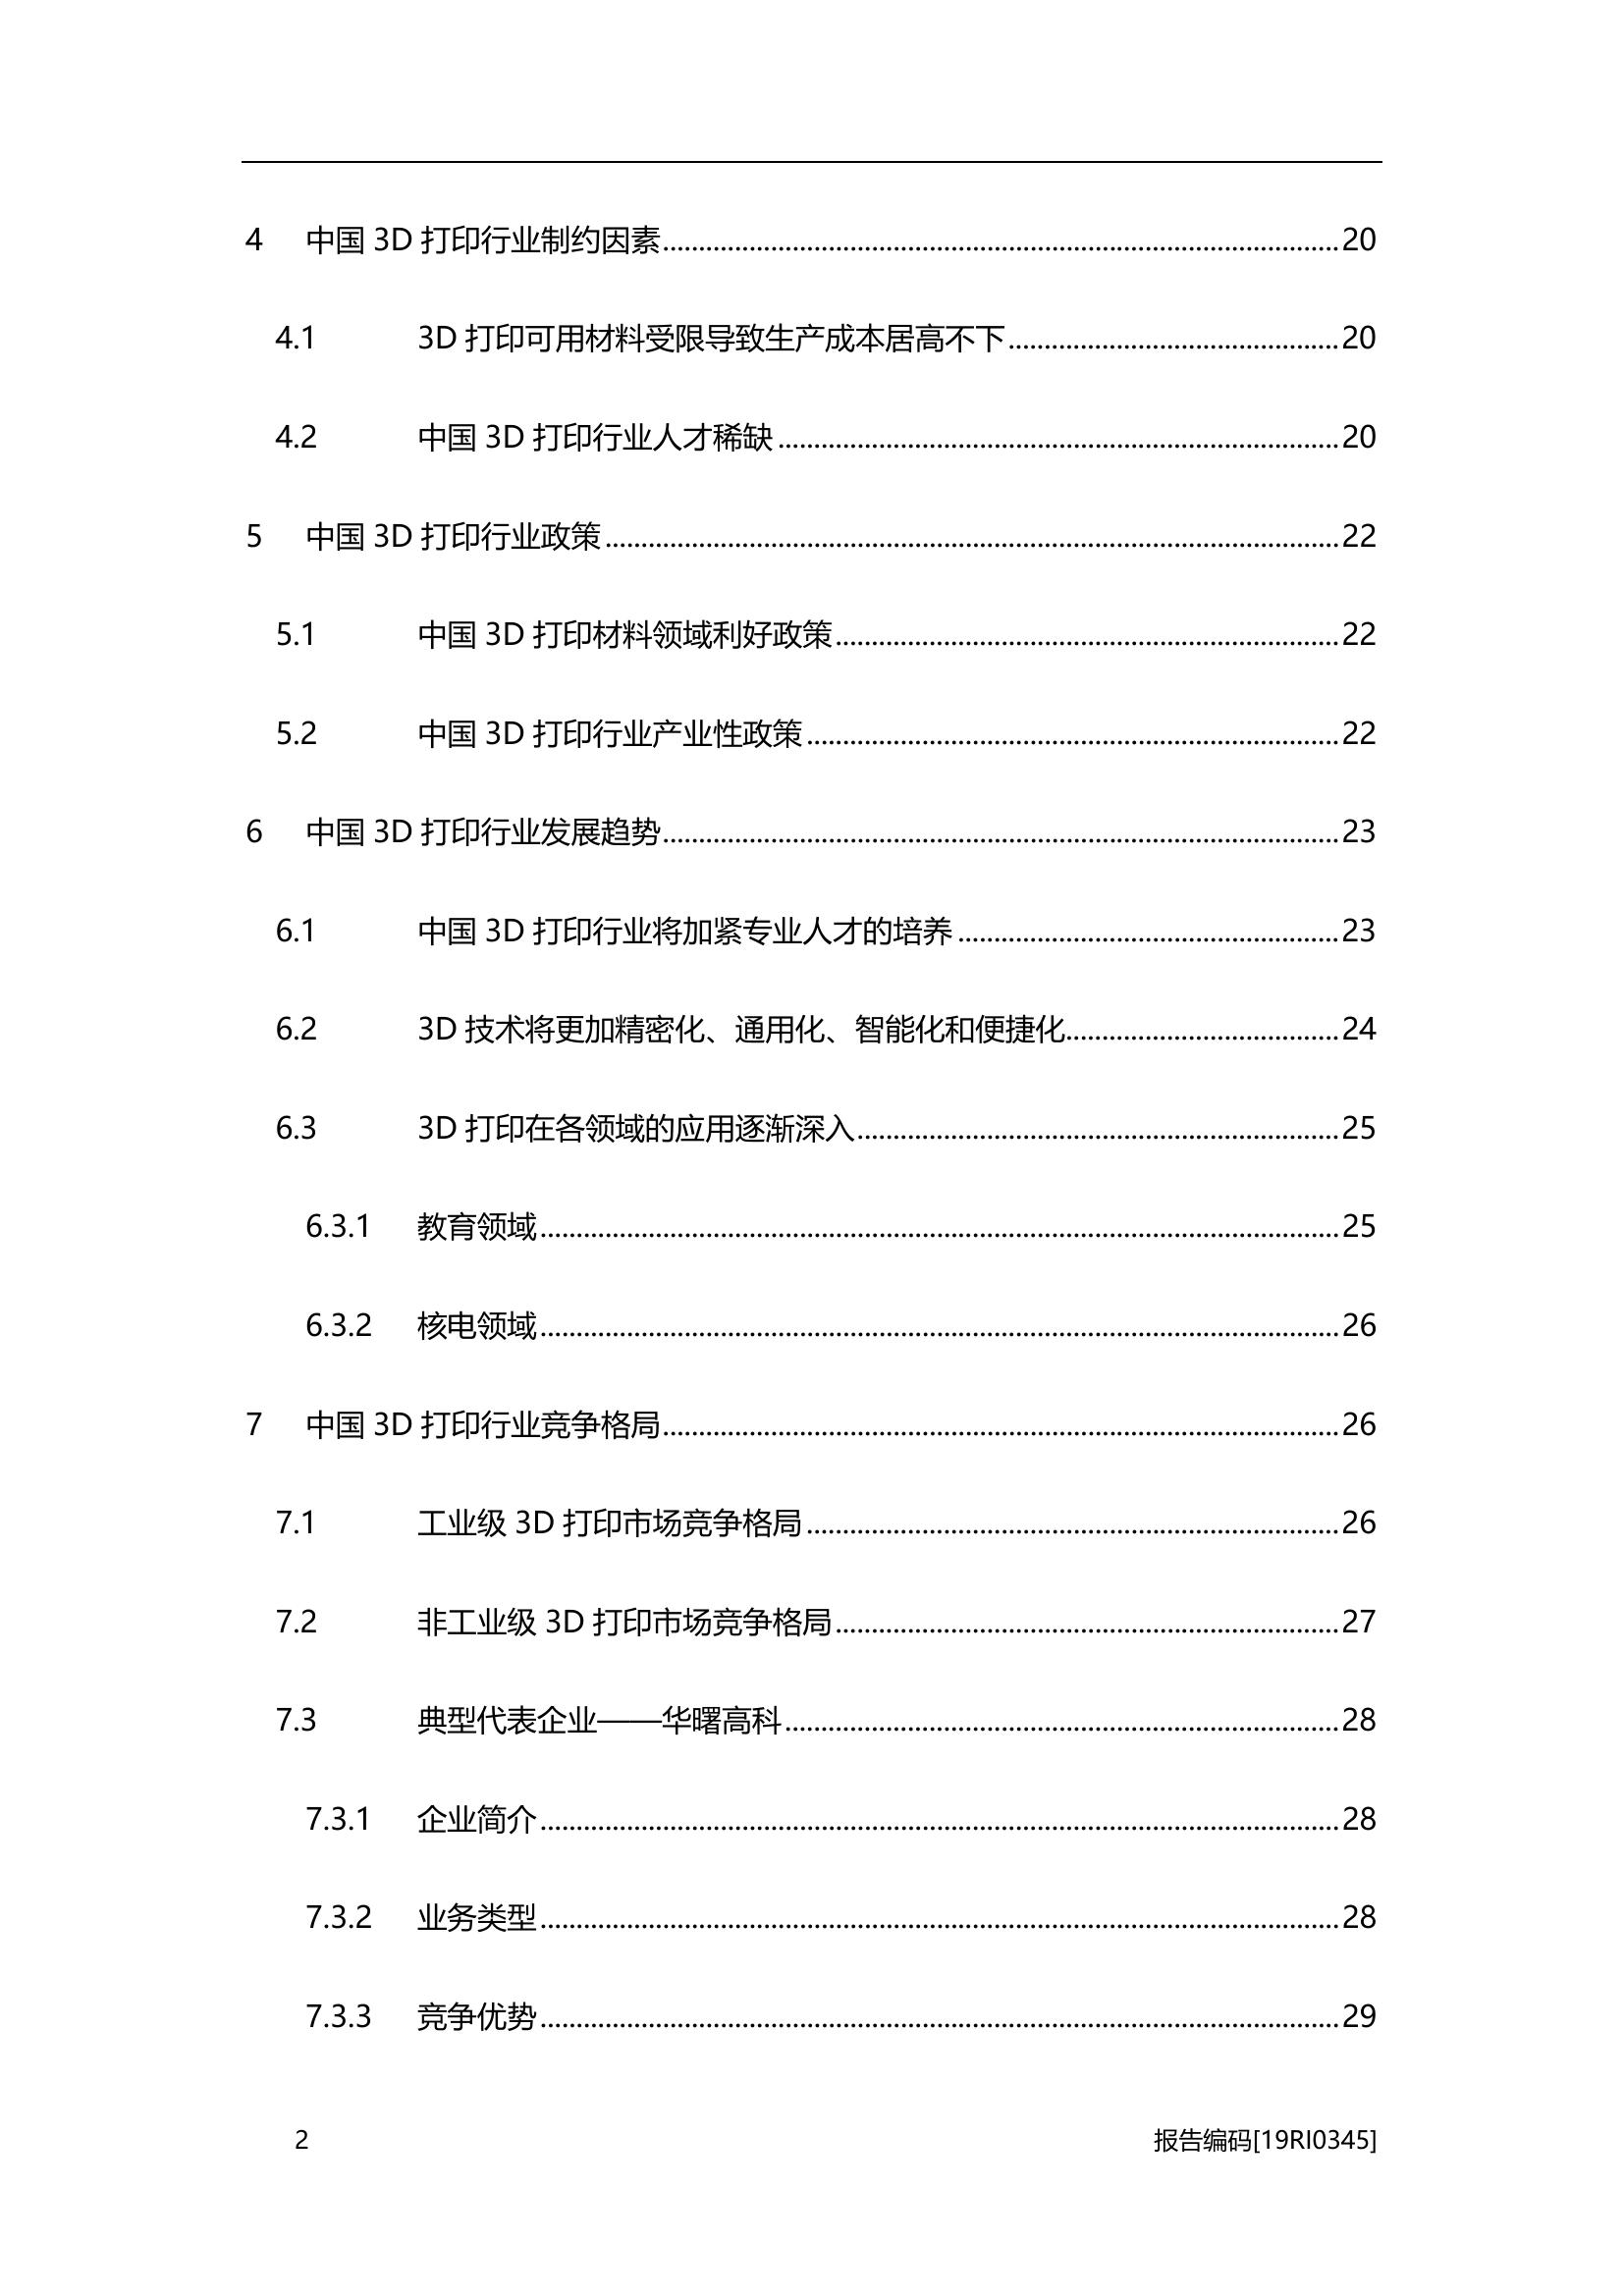 4 中国 3D 打印行业制约因素........................................20
4.1 3D 打印可用材料受限导致生产成本居高不下........................................20
4.2 中国 3D 打印行业人才稀缺........................................20
5 中国 3D 打印行业政策........................................22
5.1 中国 3D 打印材料领域利好政策........................................22
5.2 中国 3D 打印行业产业性政策........................................22
6 中国 3D 打印行业发展趋势........................................23
6.1 中国 3D 打印行业将加紧专业人才的培养........................................23
6.2 3D 技术将更加精密化、通用化、智能化和便捷化........................................24
6.3 3D 打印在各领域的应用逐渐深入........................................25
6.3.1 教育领域........................................25
6.3.2 核电领域........................................26
7 中国 3D 打印行业竞争格局........................................26
7.1 工业级 3D 打印市场竞争格局........................................26
7.2 非工业级 3D 打印市场竞争格局........................................27
7.3 典型代表企业——华曙高科........................................28
7.3.1 企业简介........................................28
7.3.2 业务类型........................................28
7.3.3 竞争优势........................................29
2 报告编码[19RI0345]